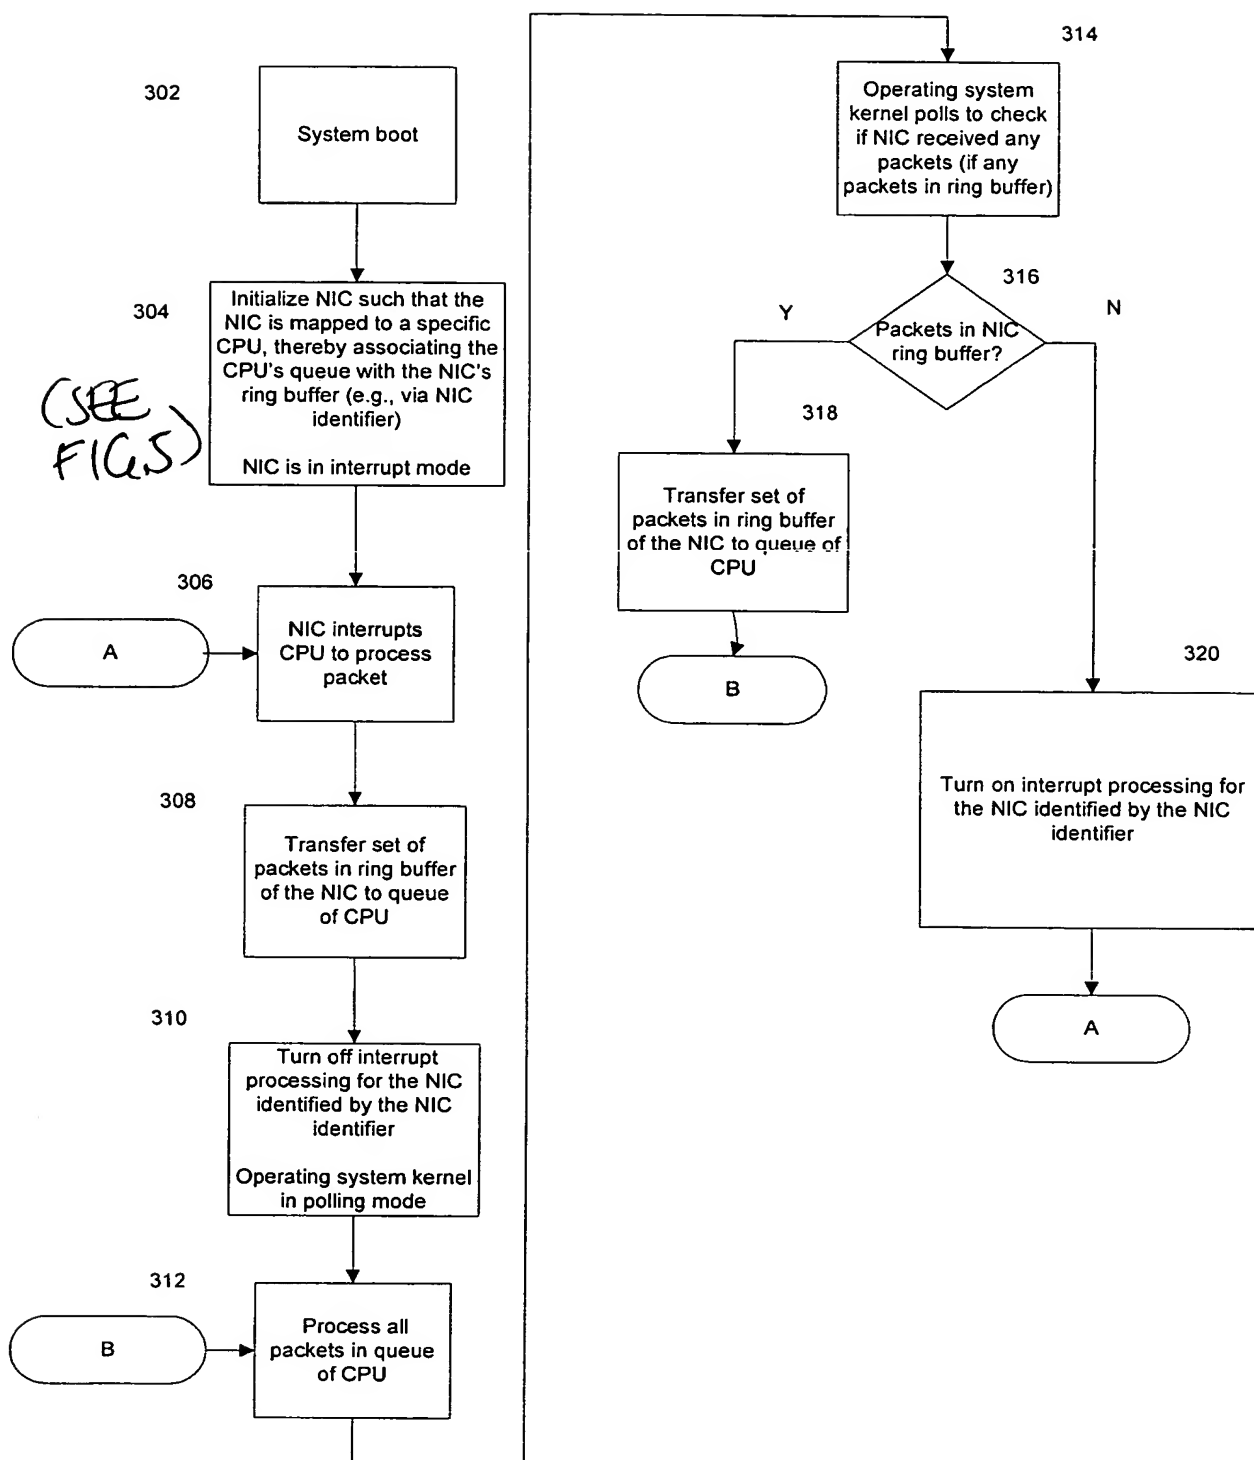 302
System boot
304
Initialize NIC such that the
NIC is mapped to a specific
CPU, thereby associating the
CPU's queue with the NIC's
ring buffer (e.g., via NIC
identifier)
NIC is in interrupt mode
(SEE
FIG.5)
306
A
NIC interrupts
CPU to process
packet
308
Transfer set of
packets in ring buffer
of the NIC to queue
of CPU
310
Turn off interrupt
processing for the NIC
identified by the NIC
identifier
Operating system kernel
in polling mode
312
B
Process all
packets in queue
of CPU
314
Operating system
kernel polls to check
if NIC received any
packets (if any
packets in ring buffer)
316
Y
N
Packets in NIC
ring buffer?
318
Transfer set of
packets in ring buffer
of the NIC to queue of
CPU
B
320
Turn on interrupt processing for
the NIC identified by the NIC
identifier
A